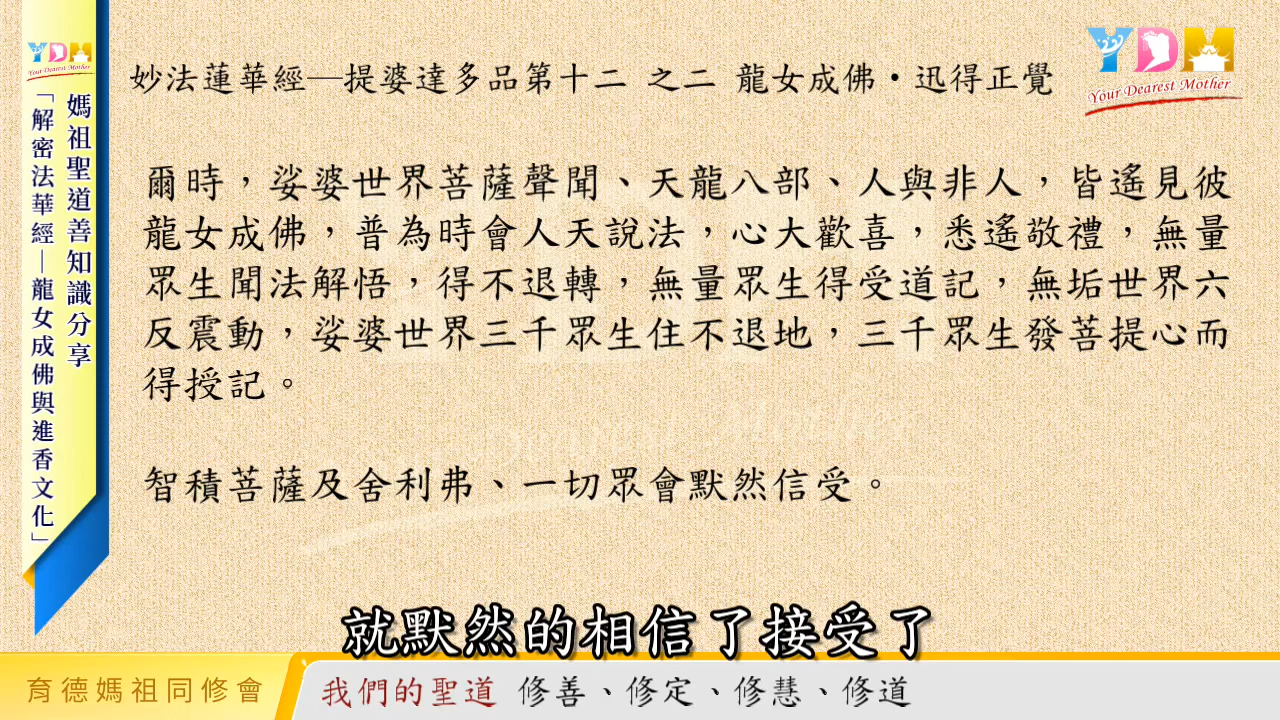 妙法蓮華經─提婆達多品第十二 之二 龍女成佛・迅得正覺
YDM
Your Dearest Mother
YDM
Your Dearest Mother
媽祖聖道善知識分享
「解密法華經—龍女成佛與進香文化」
爾時，娑婆世界菩薩聲聞、天龍八部、人與非人，皆遙見彼
龍女成佛，普為時會人天說法，心大歡喜，悉遙敬禮，無量
眾生聞法解悟，得不退轉，無量眾生得受道記，無垢世界六
反震動，娑婆世界三千眾生住不退地，三千眾生發菩提心而
得授記。
智積菩薩及舍利弗、一切眾會默然信受。
就默然的相信了接受了
育德媽祖同修會
我們的聖道 修善、修定、修慧、修道